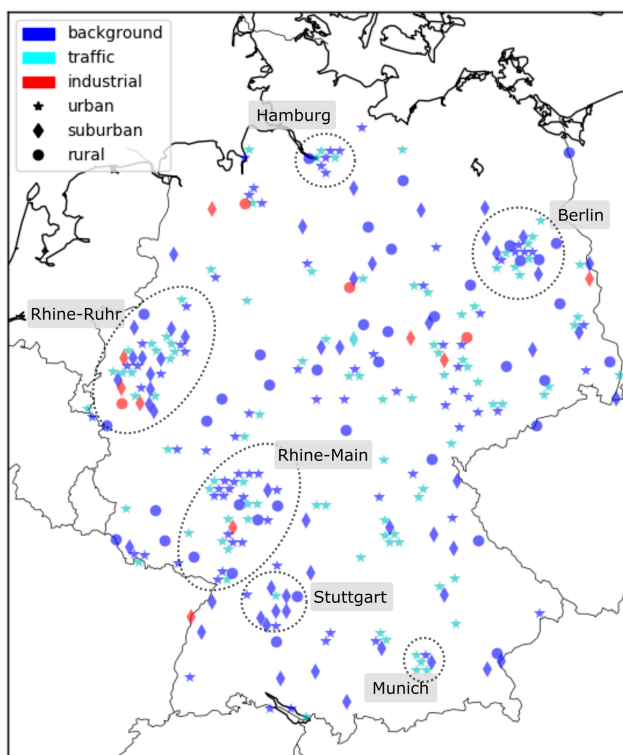 background
traffic
industrial
urban
suburban
rural
Hamburg
Berlin
Rhine-Ruhr
Rhine-Main
Stuttgart
Munich